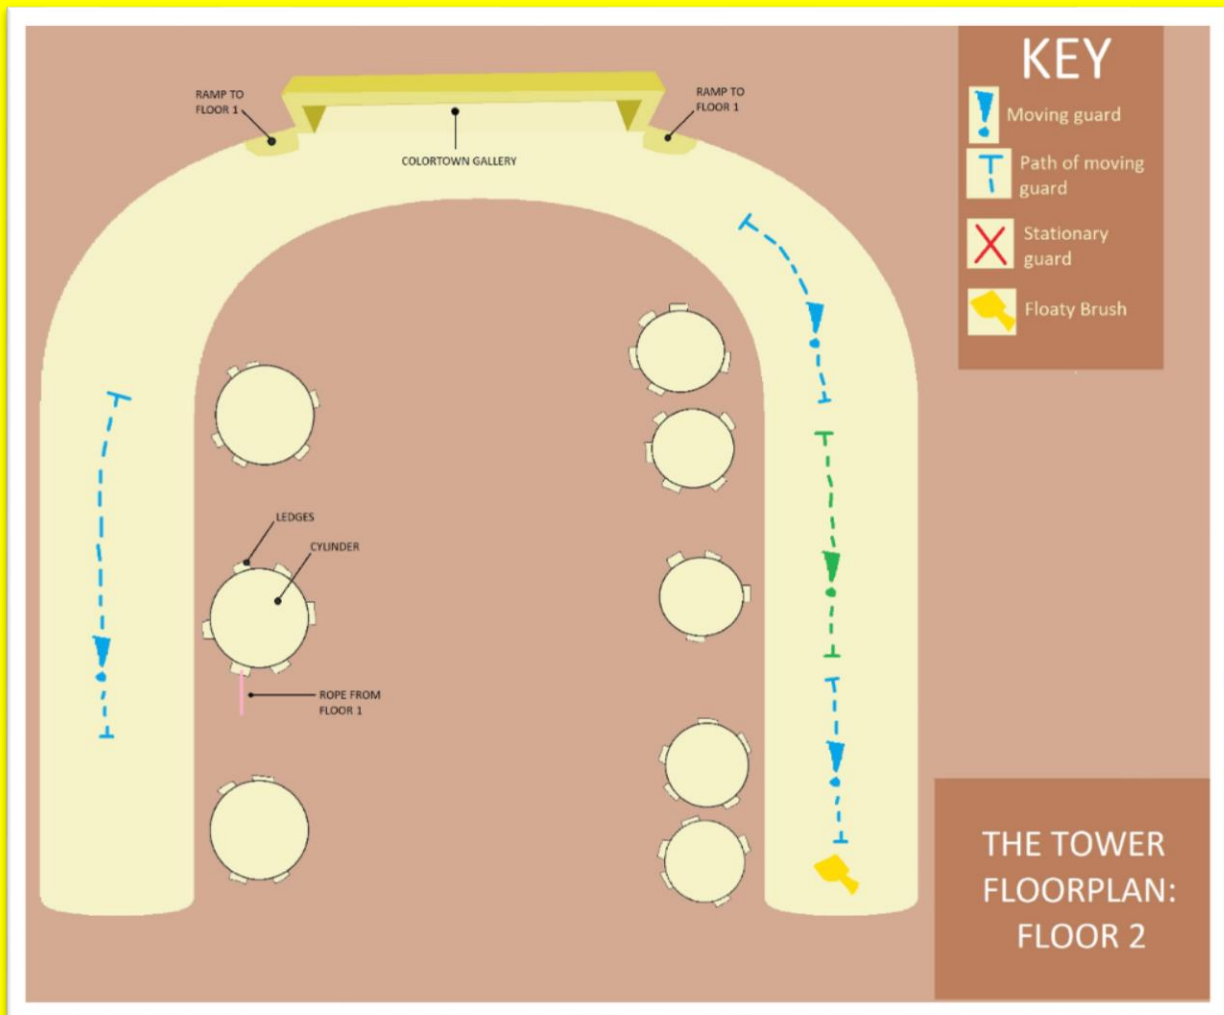 RAMP TO
FLOOR 1
RAMP TO
FLOOR 1
COLORTOWN GALLERY
KEY
Moving guard
Path of moving
guard
Stationary
guard
Floaty Brush
LEDGES
CYLINDER
ROPE FROM
FLOOR 1
THE TOWER
FLOORPLAN:
FLOOR 2